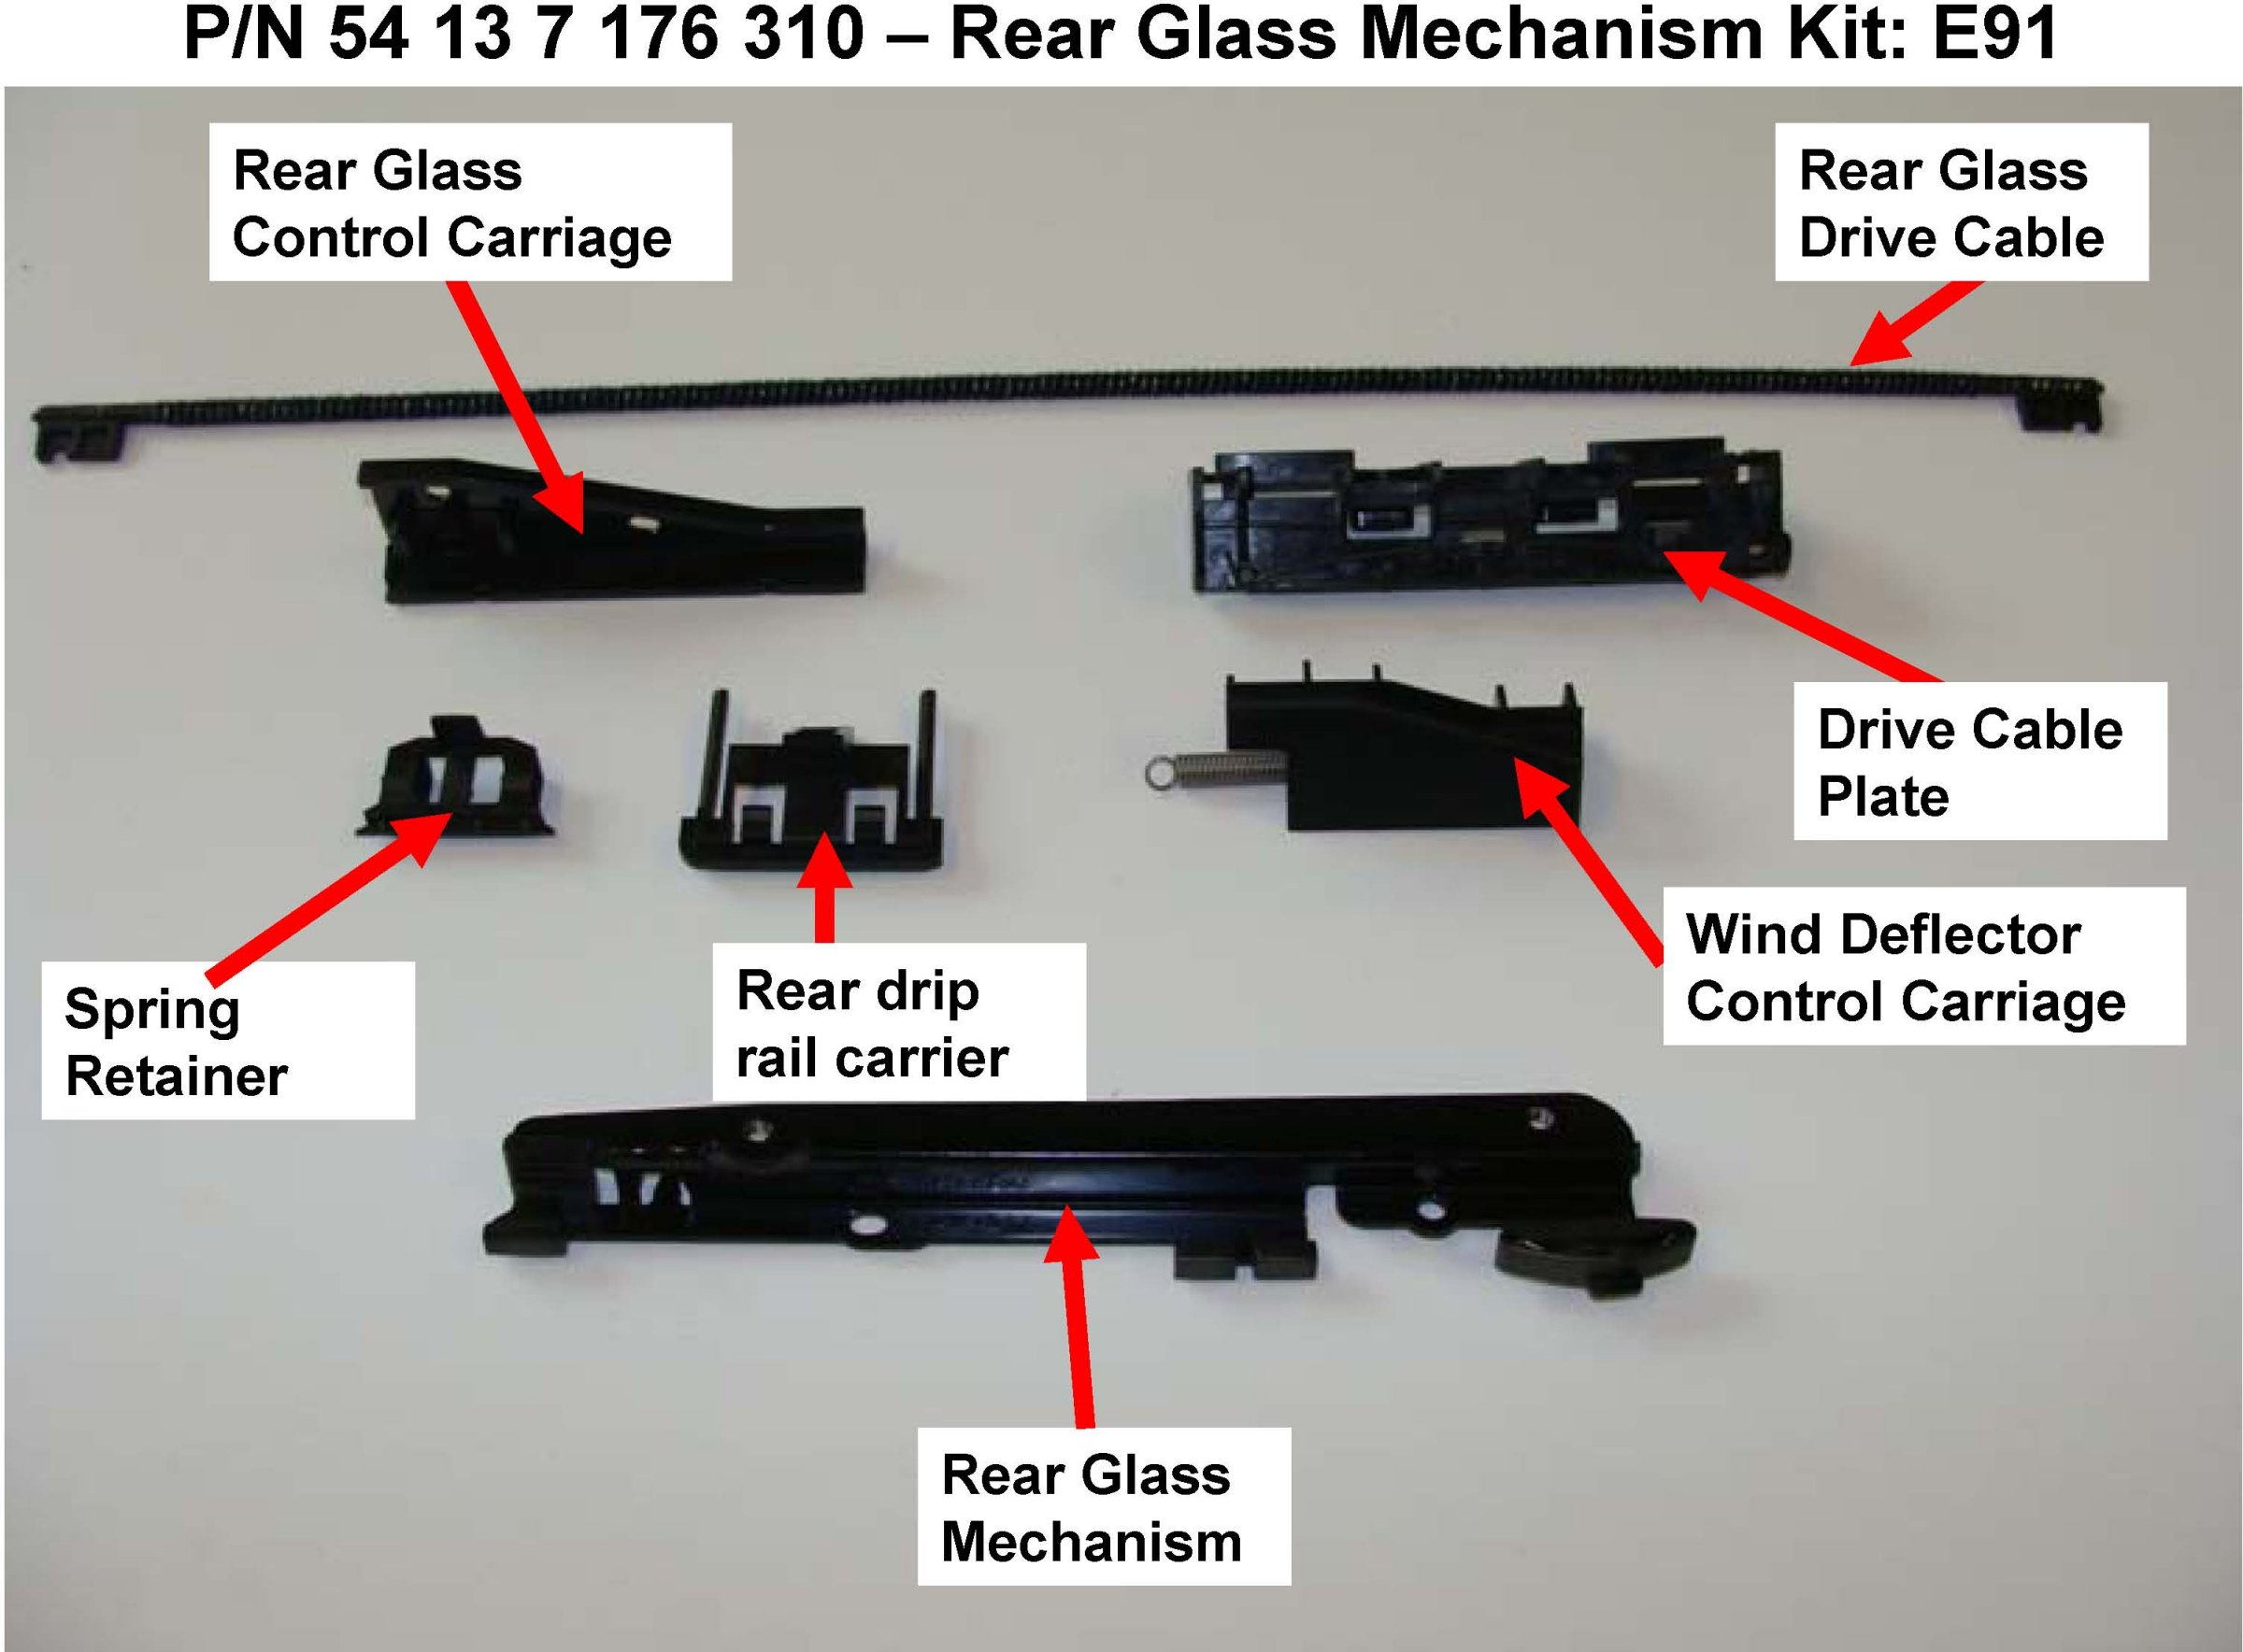 P/N 54 13 7 176 310 – Rear Glass Mechanism Kit: E91
Rear Glass
Control Carriage
Rear Glass
Drive Cable
Drive Cable
Plate
Wind Deflector
Control Carriage
Spring
Retainer
Rear drip
rail carrier
Rear Glass
Mechanism